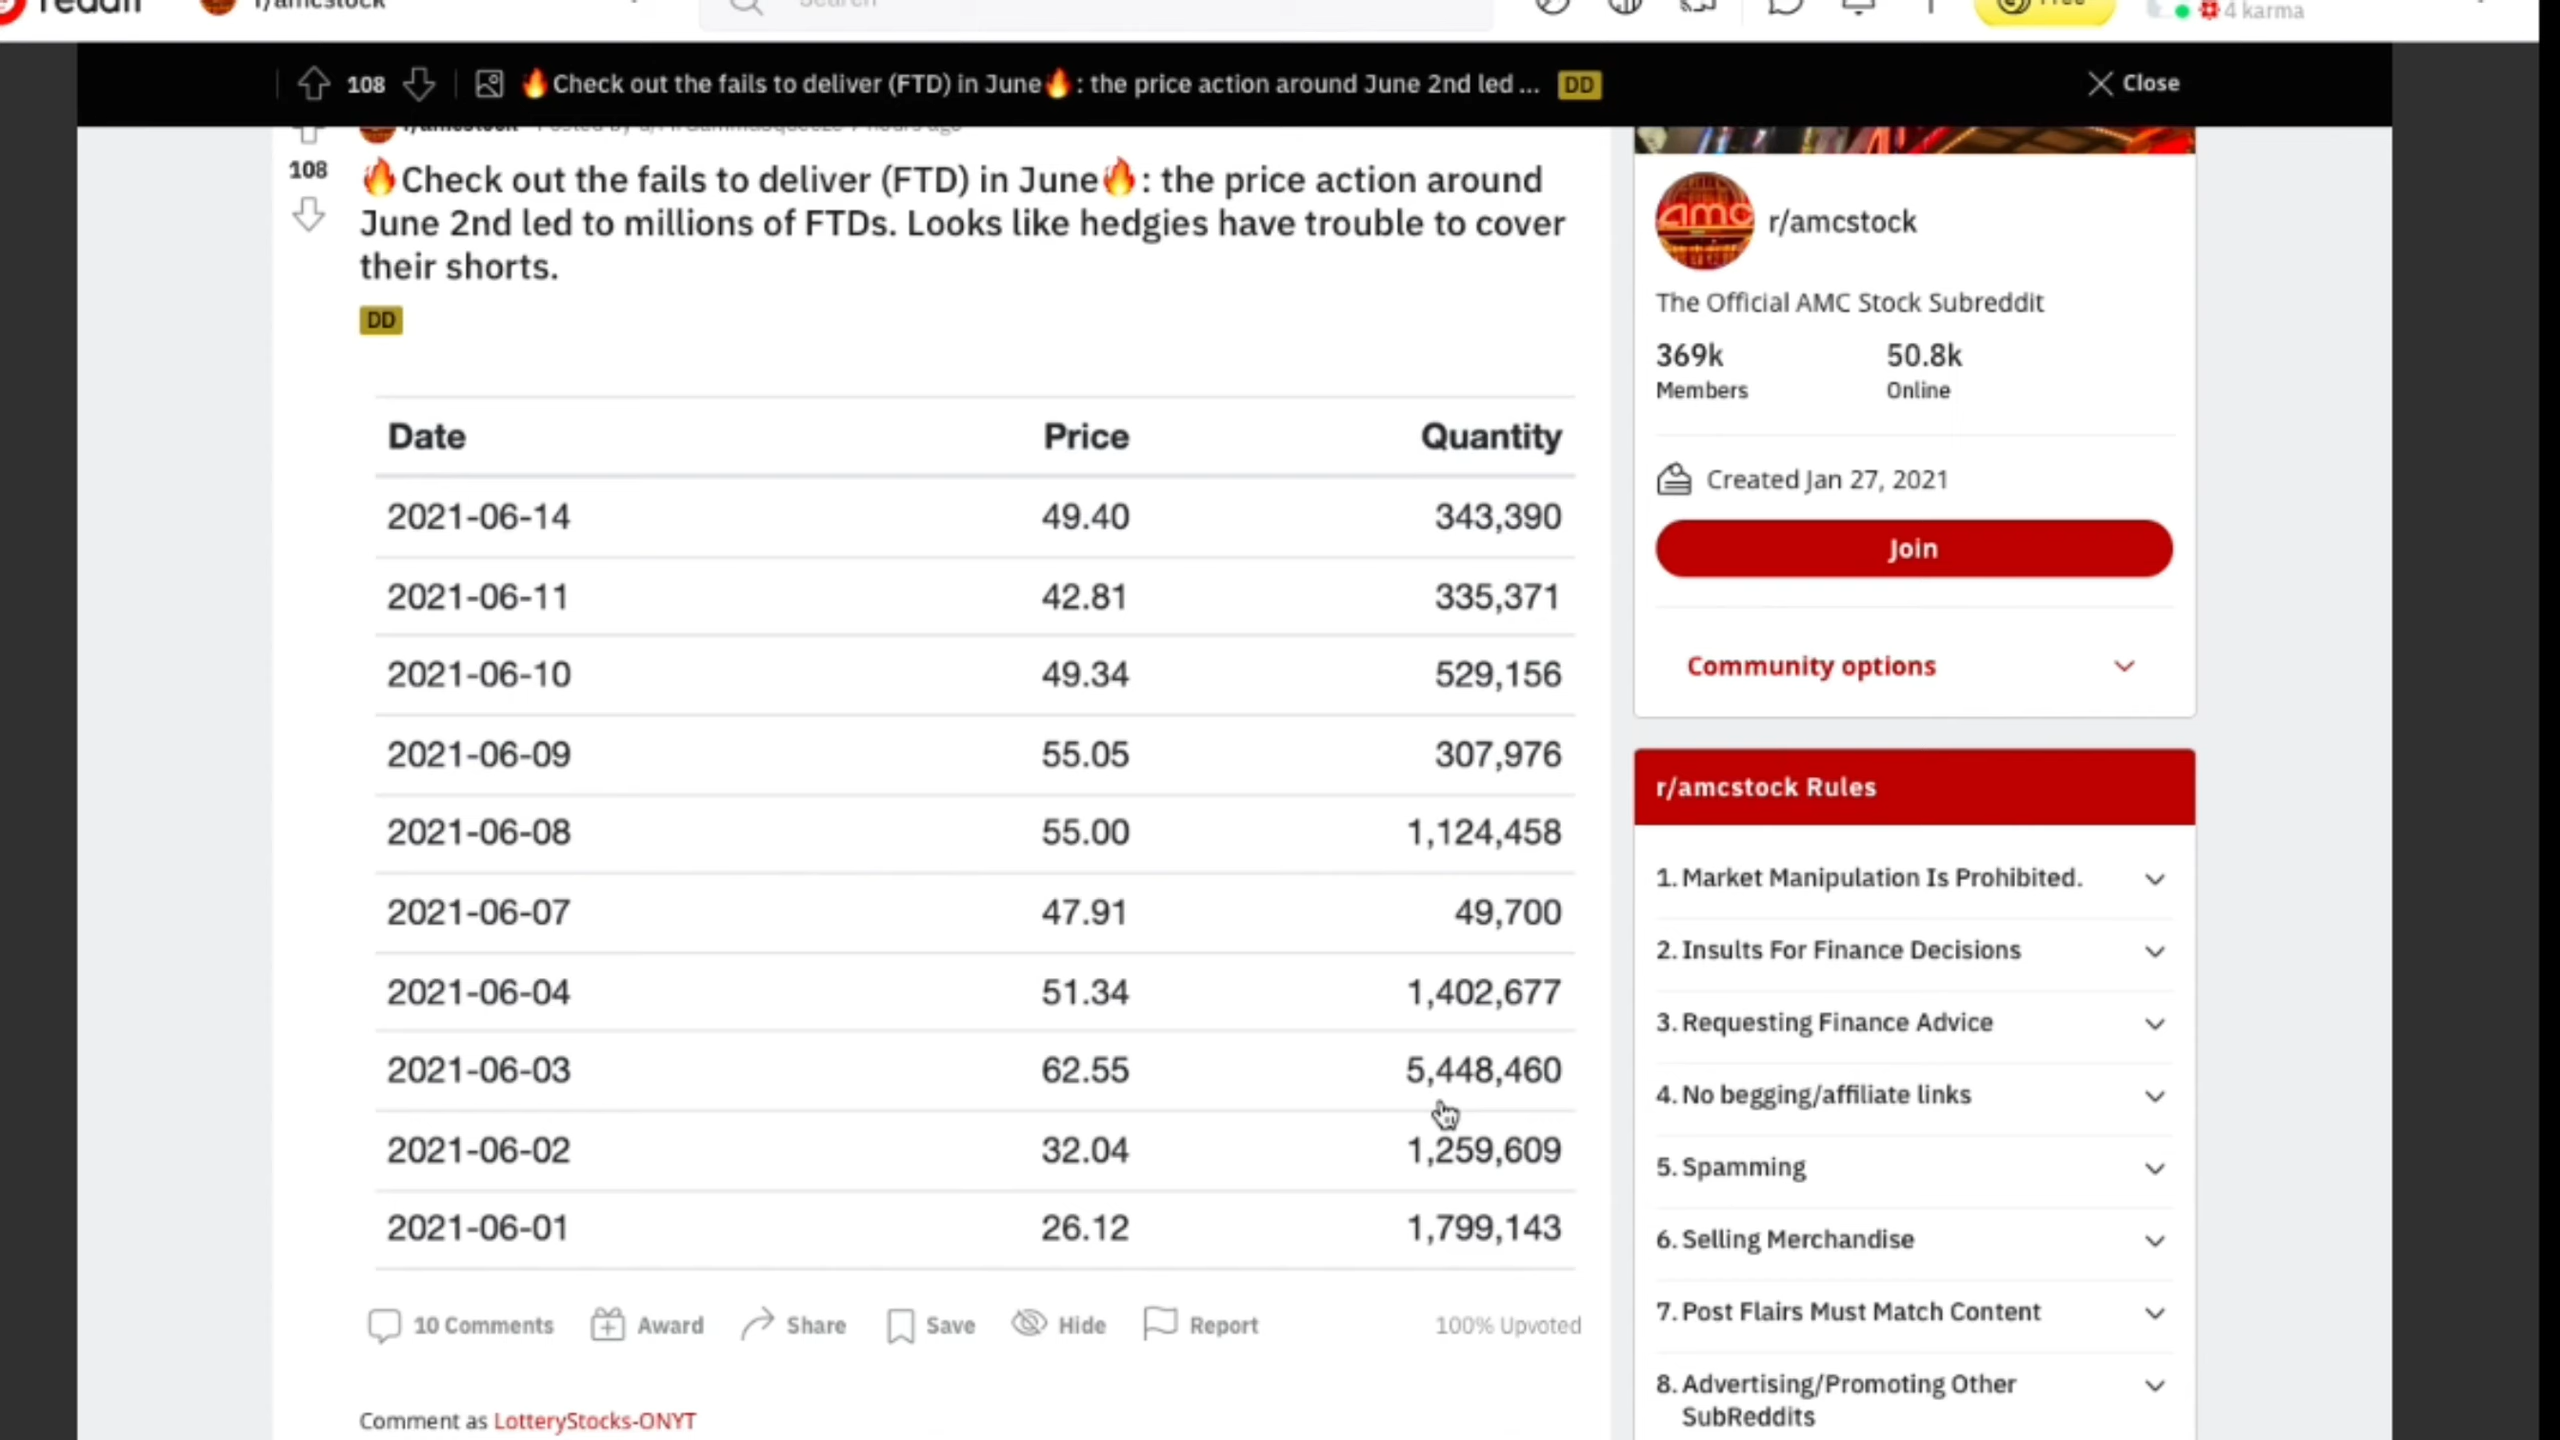 reddit
r/amcstock
Search
Free
4 karma
108
🔥Check out the fails to deliver (FTD) in June🔥: the price action around June 2nd led ...
DD
Close
r/amcstock
hours ago
108
🔥Check out the fails to deliver (FTD) in June🔥: the price action around
June 2nd led to millions of FTDs. Looks like hedgies have trouble to cover
their shorts.
DD
Date Price Quantity
2021-06-14 49.40 343,390
2021-06-11 42.81 335,371
2021-06-10 49.34 529,156
2021-06-09 55.05 307,976
2021-06-08 55.00 1,124,458
2021-06-07 47.91 49,700
2021-06-04 51.34 1,402,677
2021-06-03 62.55 5,448,460
2021-06-02 32.04 1,259,609
2021-06-01 26.12 1,799,143
10 Comments Award Share Save Hide Report 100% Upvoted
Comment as LotteryStocks-ONYT
amc
r/amcstock
The Official AMC Stock Subreddit
369k 50.8k
Members Online
Created Jan 27, 2021
Join
Community options
r/amcstock Rules
1. Market Manipulation Is Prohibited.
2. Insults For Finance Decisions
3. Requesting Finance Advice
4. No begging/affiliate links
5. Spamming
6. Selling Merchandise
7. Post Flairs Must Match Content
8. Advertising/Promoting Other
SubReddits